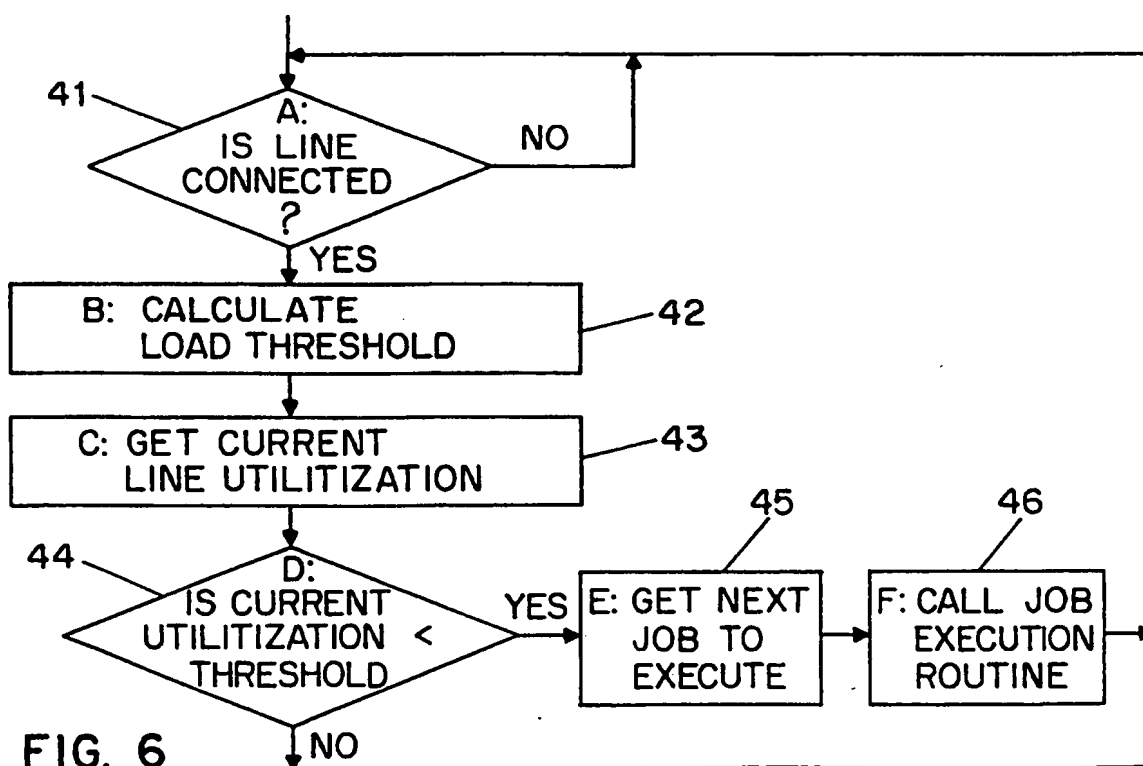 41
A:
IS LINE
CONNECTED
?
NO
YES
B: CALCULATE
LOAD THRESHOLD
42
C: GET CURRENT
LINE UTILITIZATION
43
44
D:
IS CURRENT
UTILITIZATION <
THRESHOLD
YES
45
E: GET NEXT
JOB TO
EXECUTE
46
F: CALL JOB
EXECUTION
ROUTINE
NO
FIG. 6